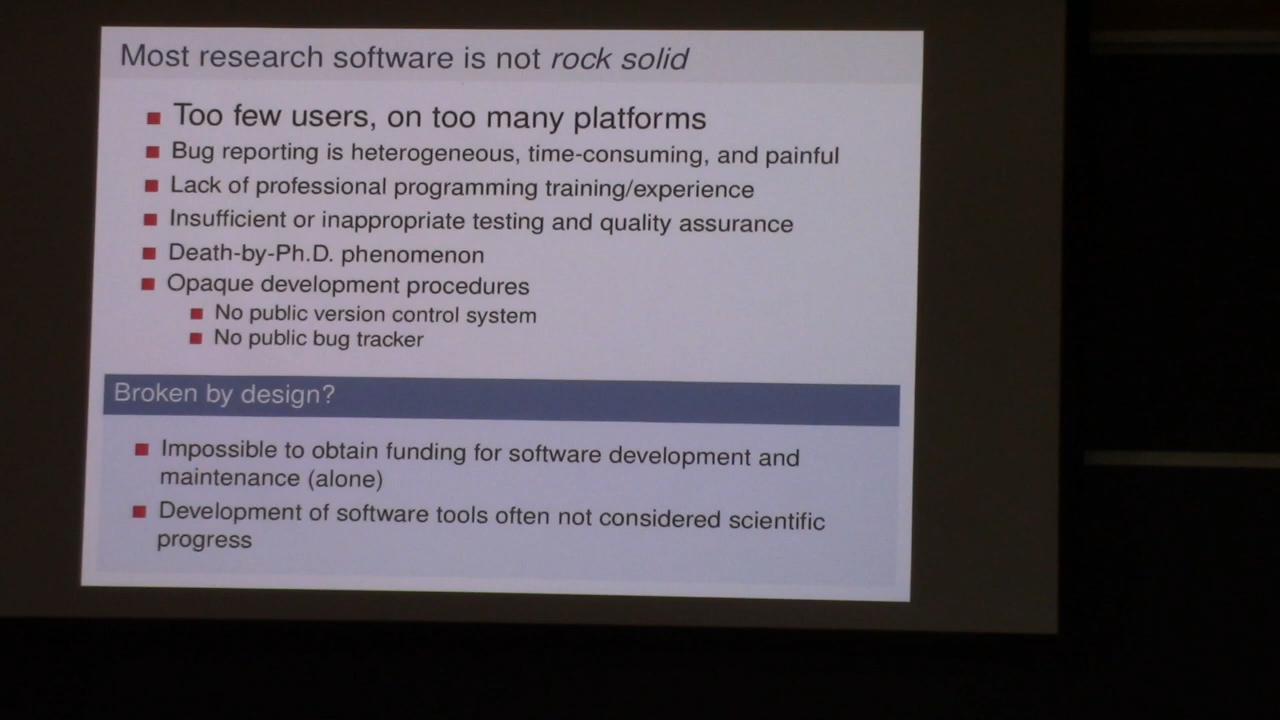 Most research software is not rock solid
Too few users, on too many platforms
Bug reporting is heterogeneous, time-consuming, and painful
Lack of professional programming training/experience
Insufficient or inappropriate testing and quality assurance
Death-by-Ph.D. phenomenon
Opaque development procedures
No public version control system
No public bug tracker
Broken by design?
Impossible to obtain funding for software development and
maintenance (alone)
Development of software tools often not considered scientific
progress